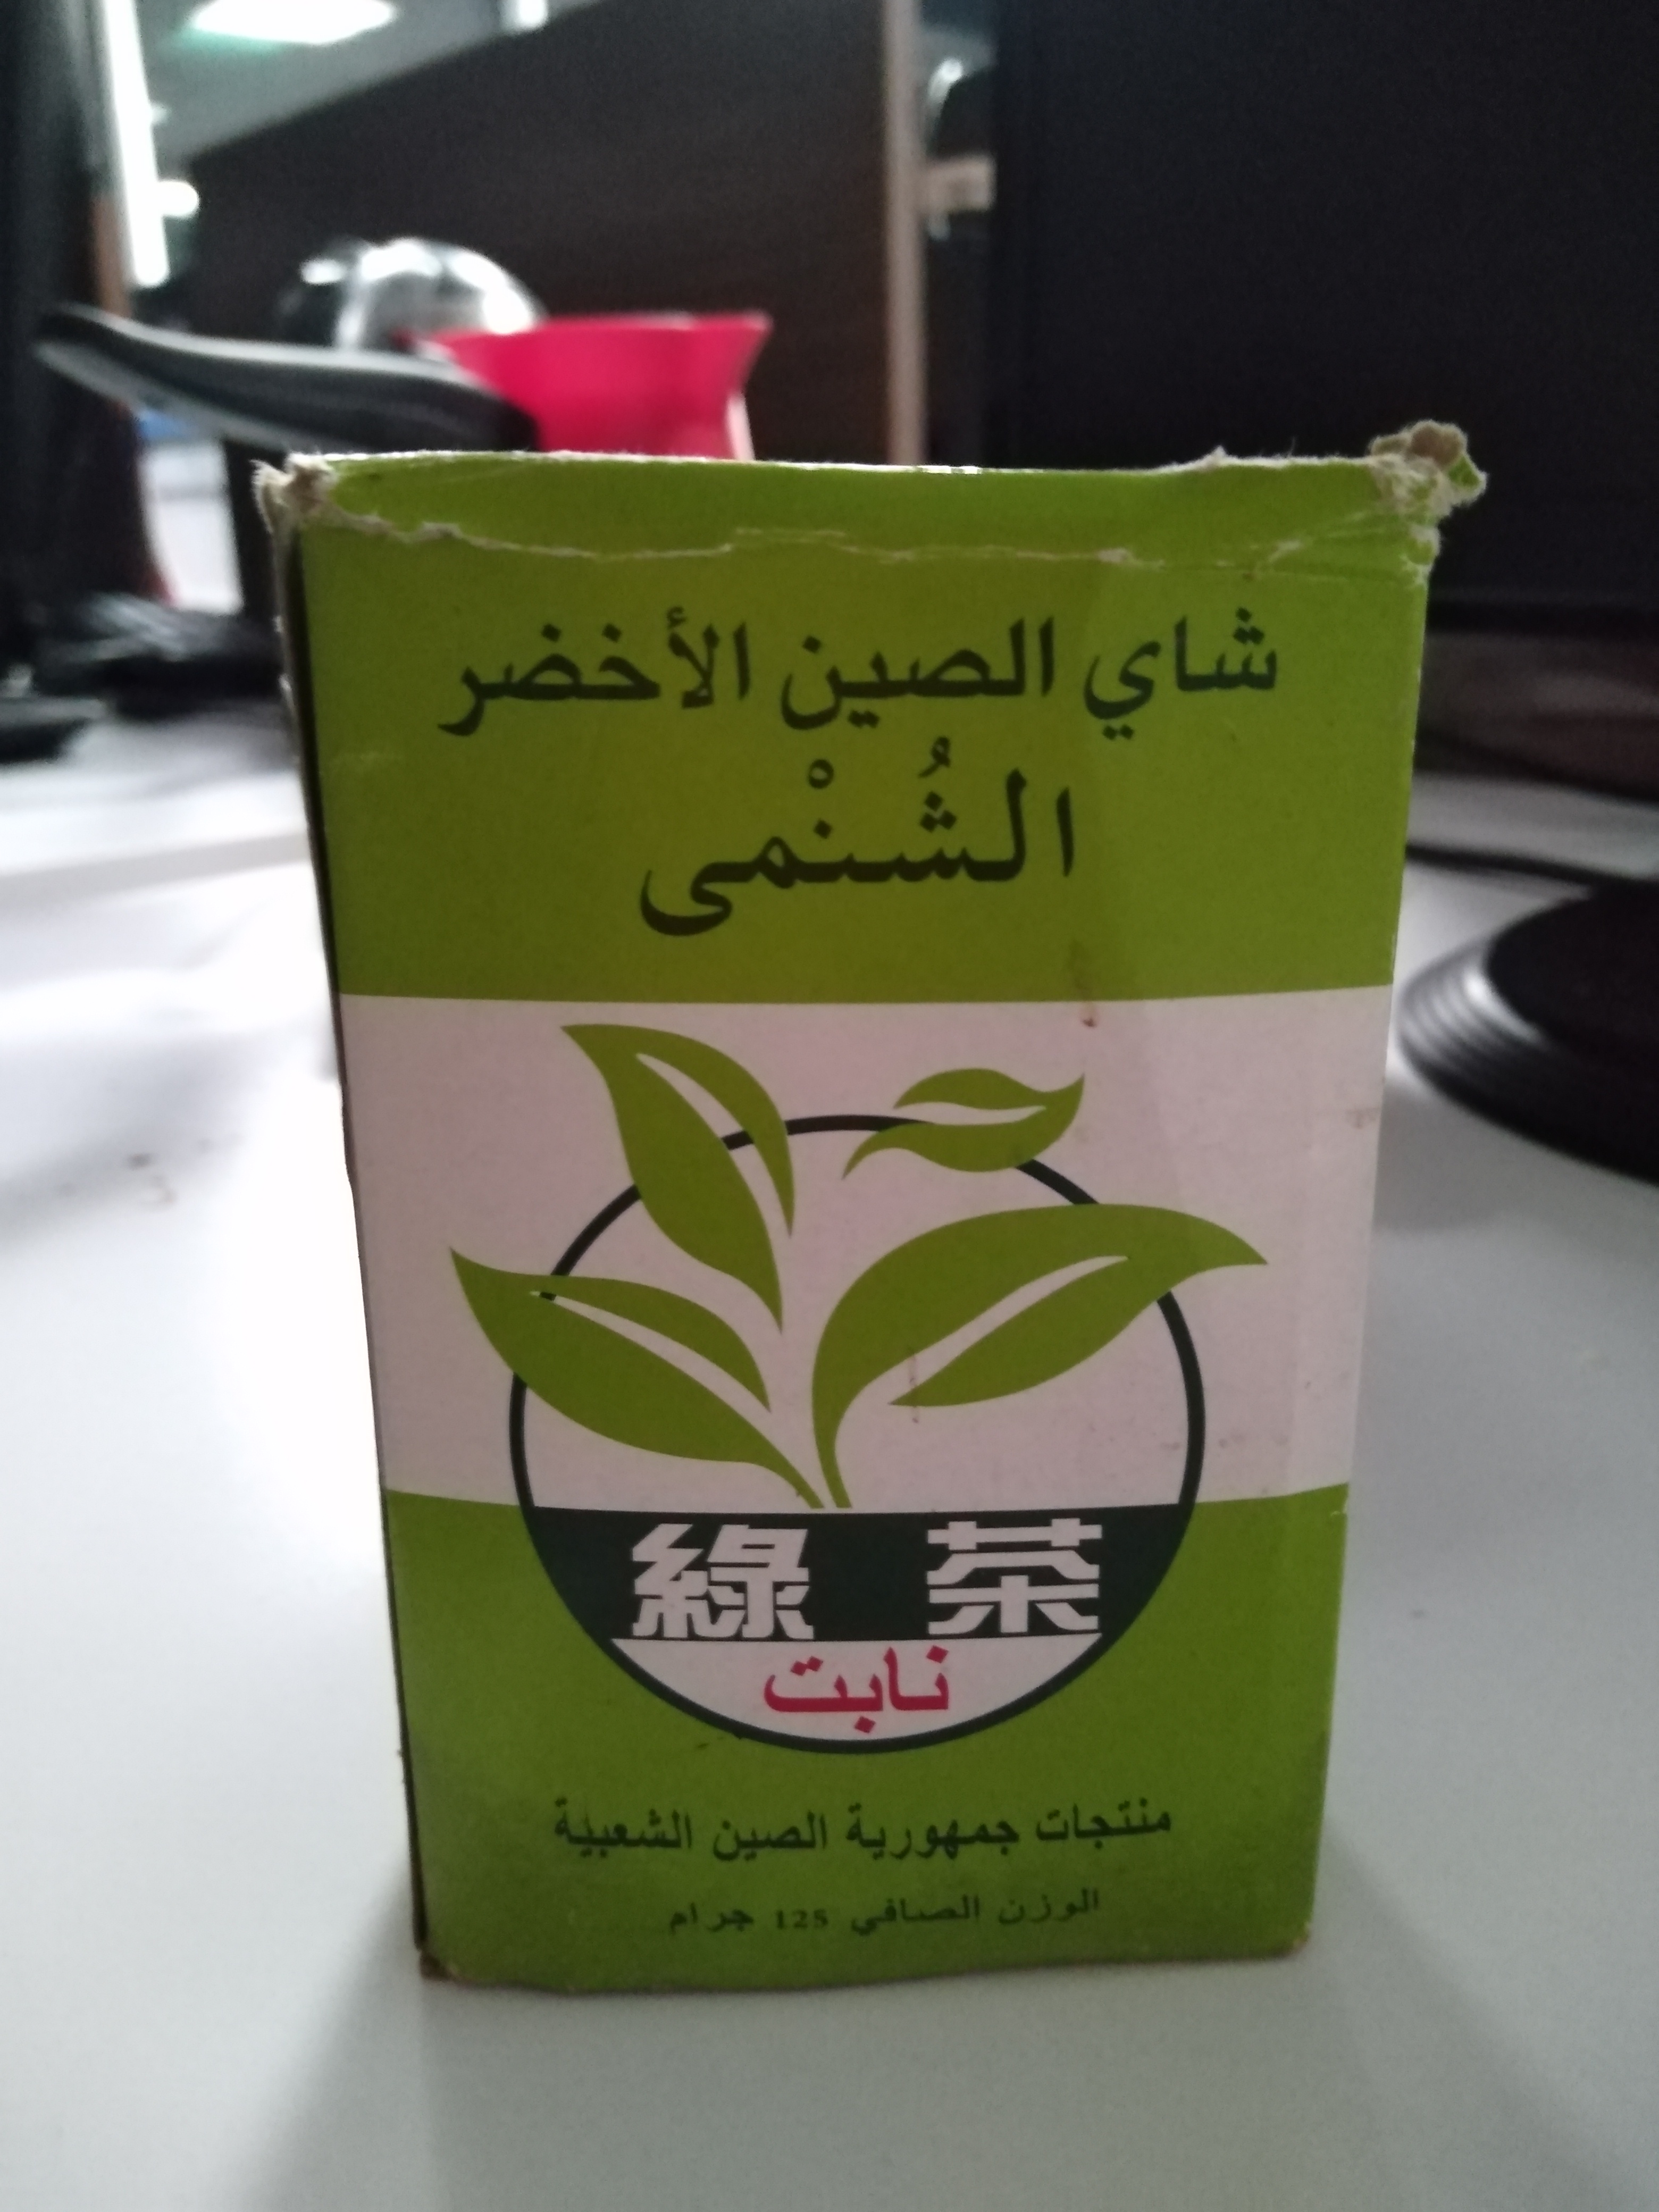 شاي الصين الأخضر
الشُنْمى
綠 茶
نابت
منتجات جمهورية الصين الشعبية
الوزن الصافي 125 جرام